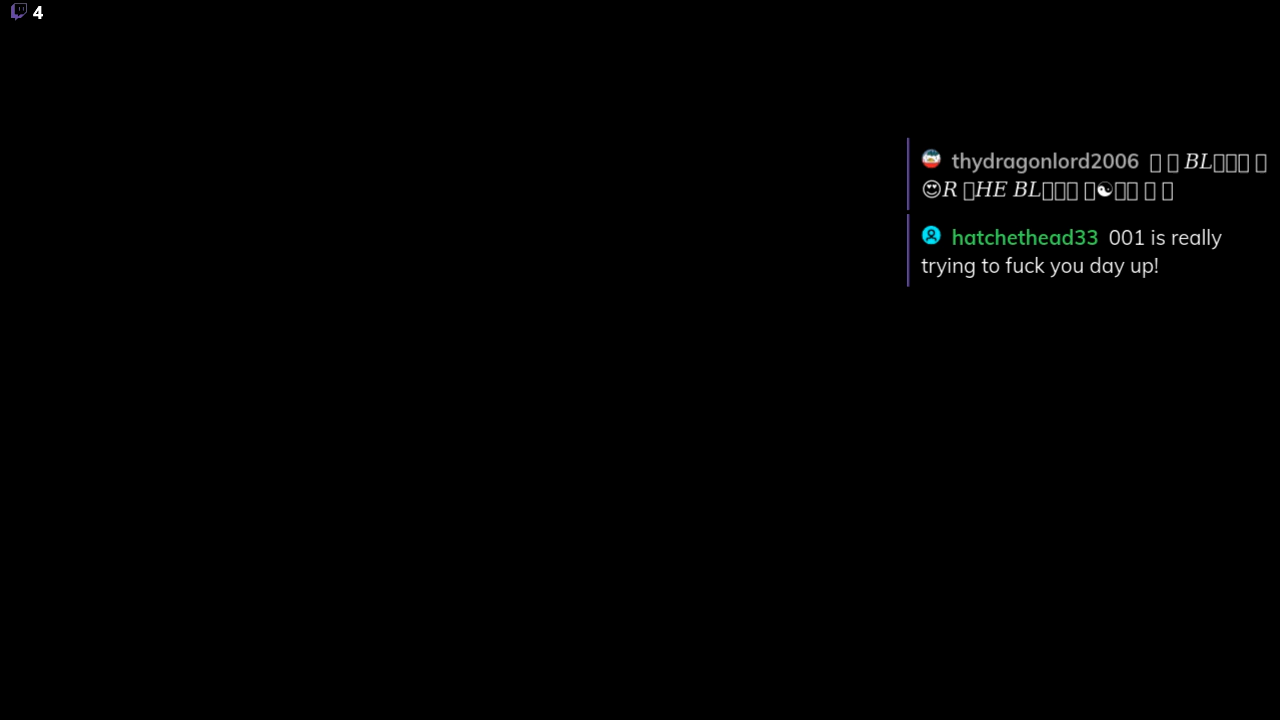 4
thydragonlord2006 BL
😍R HE BL ☯
hatchethead33 001 is really
trying to fuck you day up!